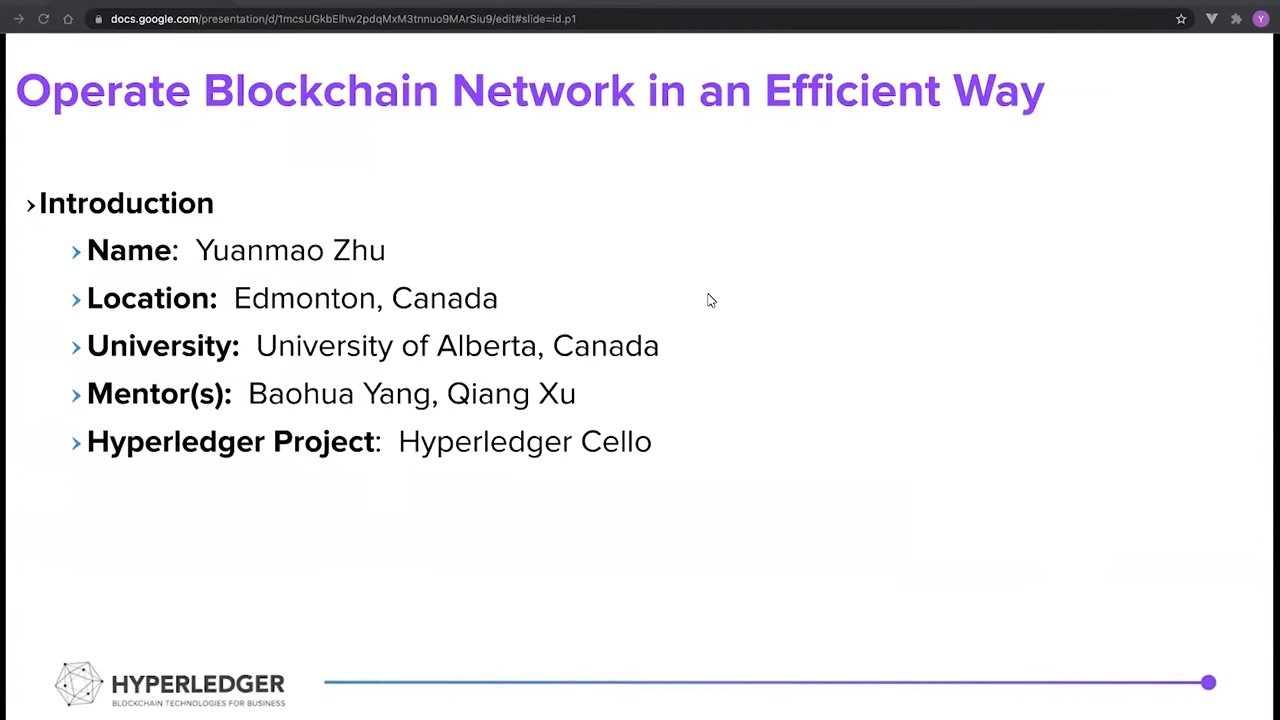 docs.google.com/presentation/d/1mcsUGkbElhw2pdqMxM3tnnuo9MArSiu9/edit#slide=id.p1
Y
Operate Blockchain Network in an Efficient Way
Introduction
Name: Yuanmao Zhu
Location: Edmonton, Canada
University: University of Alberta, Canada
Mentor(s): Baohua Yang, Qiang Xu
Hyperledger Project: Hyperledger Cello
HYPERLEDGER
BLOCKCHAIN TECHNOLOGIES FOR BUSINESS